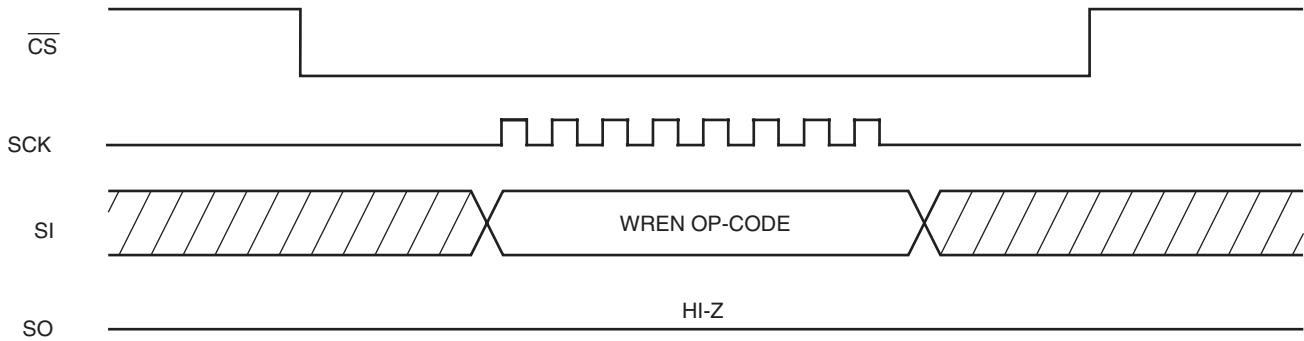 CS
SCK
SI
WREN OP-CODE
HI-Z
SO